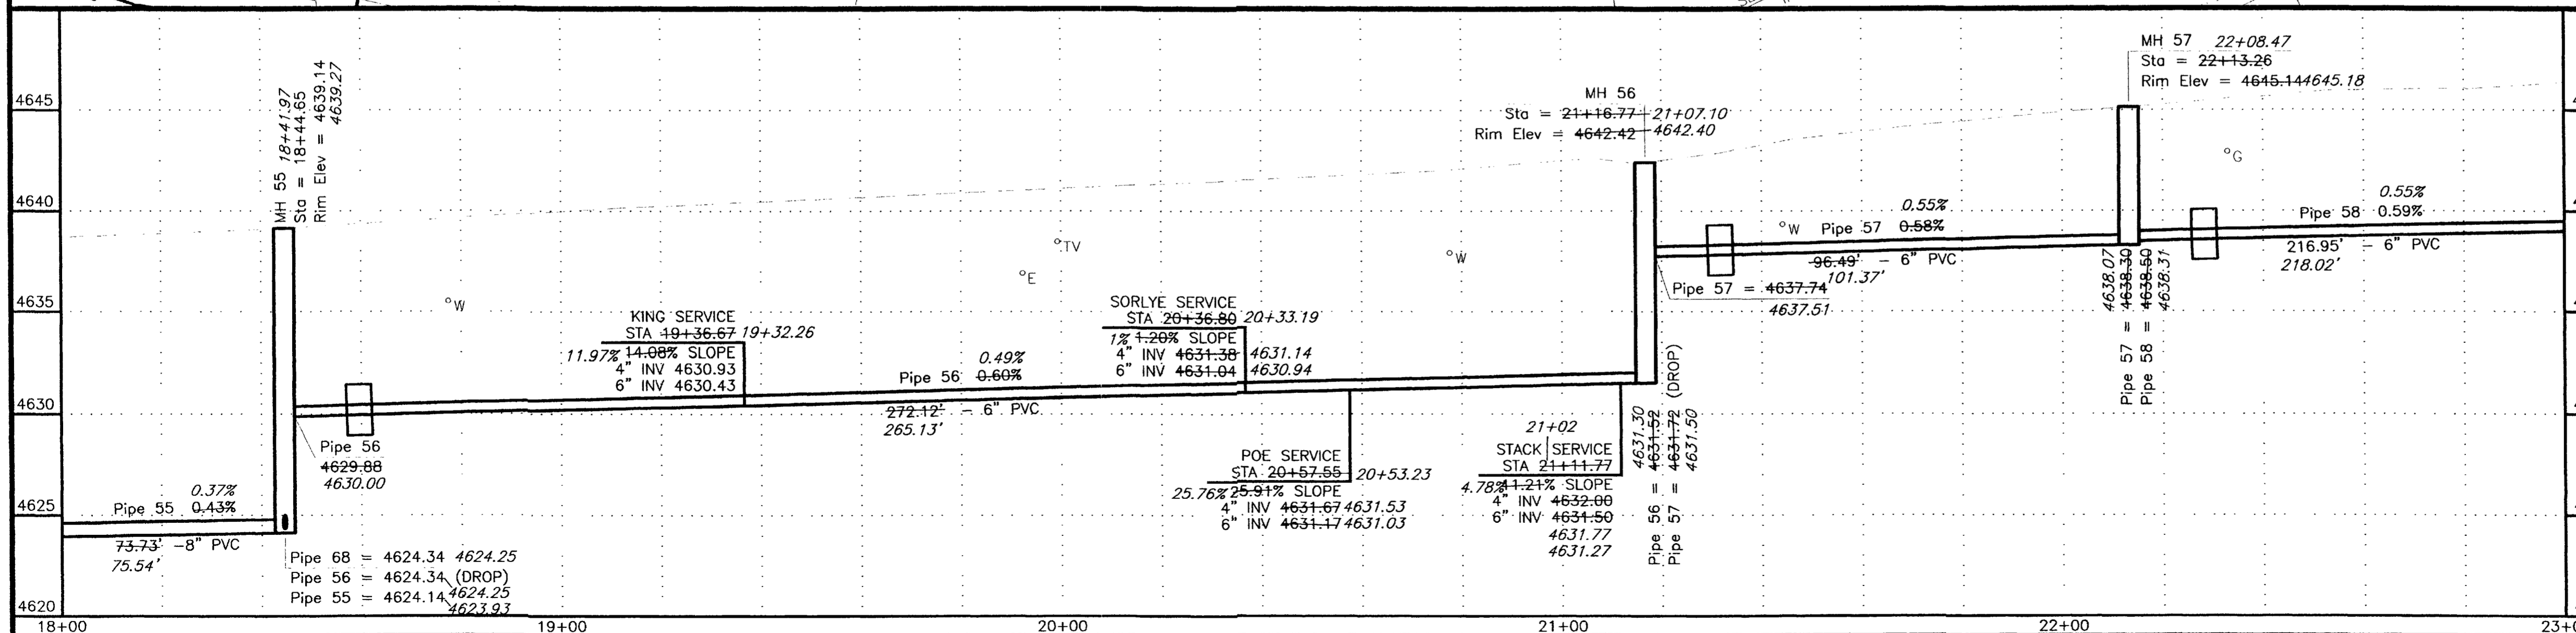 MH 57 22+08.47
Sta = 22+13.26
Rim Elev = 4645.14 4645.18
MH 55 18+41.97
Sta = 18+44.65
Rim Elev = 4639.14
4639.27
MH 56
Sta = 21+16.77 21+07.10
Rim Elev = 4642.42 4642.40
4645
4640
4635
4630
4625
4620
°W
°TV
°E
°W
°W
°G
KING SERVICE
STA 19+36.67 19+32.26
11.97% 14.08% SLOPE
4" INV 4630.93
6" INV 4630.43
0.49%
Pipe 56 0.60%
272.12' - 6" PVC
265.13'
SORLYE SERVICE
STA 20+36.80 20+33.19
1% 1.20% SLOPE
4" INV 4631.38 4631.14
6" INV 4631.04 4630.94
0.55%
Pipe 57 0.58%
96.49' - 6" PVC
101.37'
Pipe 57 = 4637.74
4637.51
0.55%
Pipe 58 0.59%
216.95' - 6" PVC
218.02'
4638.07
Pipe 57 = 4638.30
Pipe 58 = 4638.50
4638.31
Pipe 56
4629.88
4630.00
0.37%
Pipe 55 0.43%
73.73' -8" PVC
75.54'
Pipe 68 = 4624.34 4624.25
Pipe 56 = 4624.34 (DROP)
4624.25
Pipe 55 = 4624.14
4623.93
POE SERVICE
STA 20+57.55 20+53.23
25.76% 25.91% SLOPE
4" INV 4631.67 4631.53
6" INV 4631.17 4631.03
21+02
STACK SERVICE
STA 21+11.77
4.78% 11.21% SLOPE
4" INV 4632.00
6" INV 4631.50
4631.77
4631.27
4631.30
Pipe 56 = 4631.52
Pipe 57 = 4631.72 (DROP)
4631.50
18+00
19+00
20+00
21+00
22+00